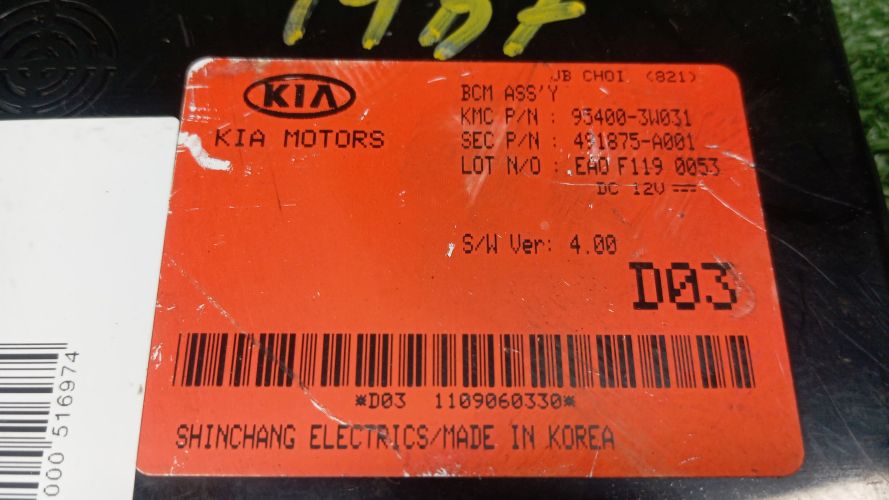 JB CHOI. (821)
KIA
KIA MOTORS
BCM ASS'Y
KMC P/N : 95400-3W031
SEC P/N : 491875-A001
LOT N/O : EAO F119 0053
DC 12V
S/W Ver: 4.00
D03
*D03 1109060330*
SHINCHANG ELECTRICS/MADE IN KOREA
000 516974